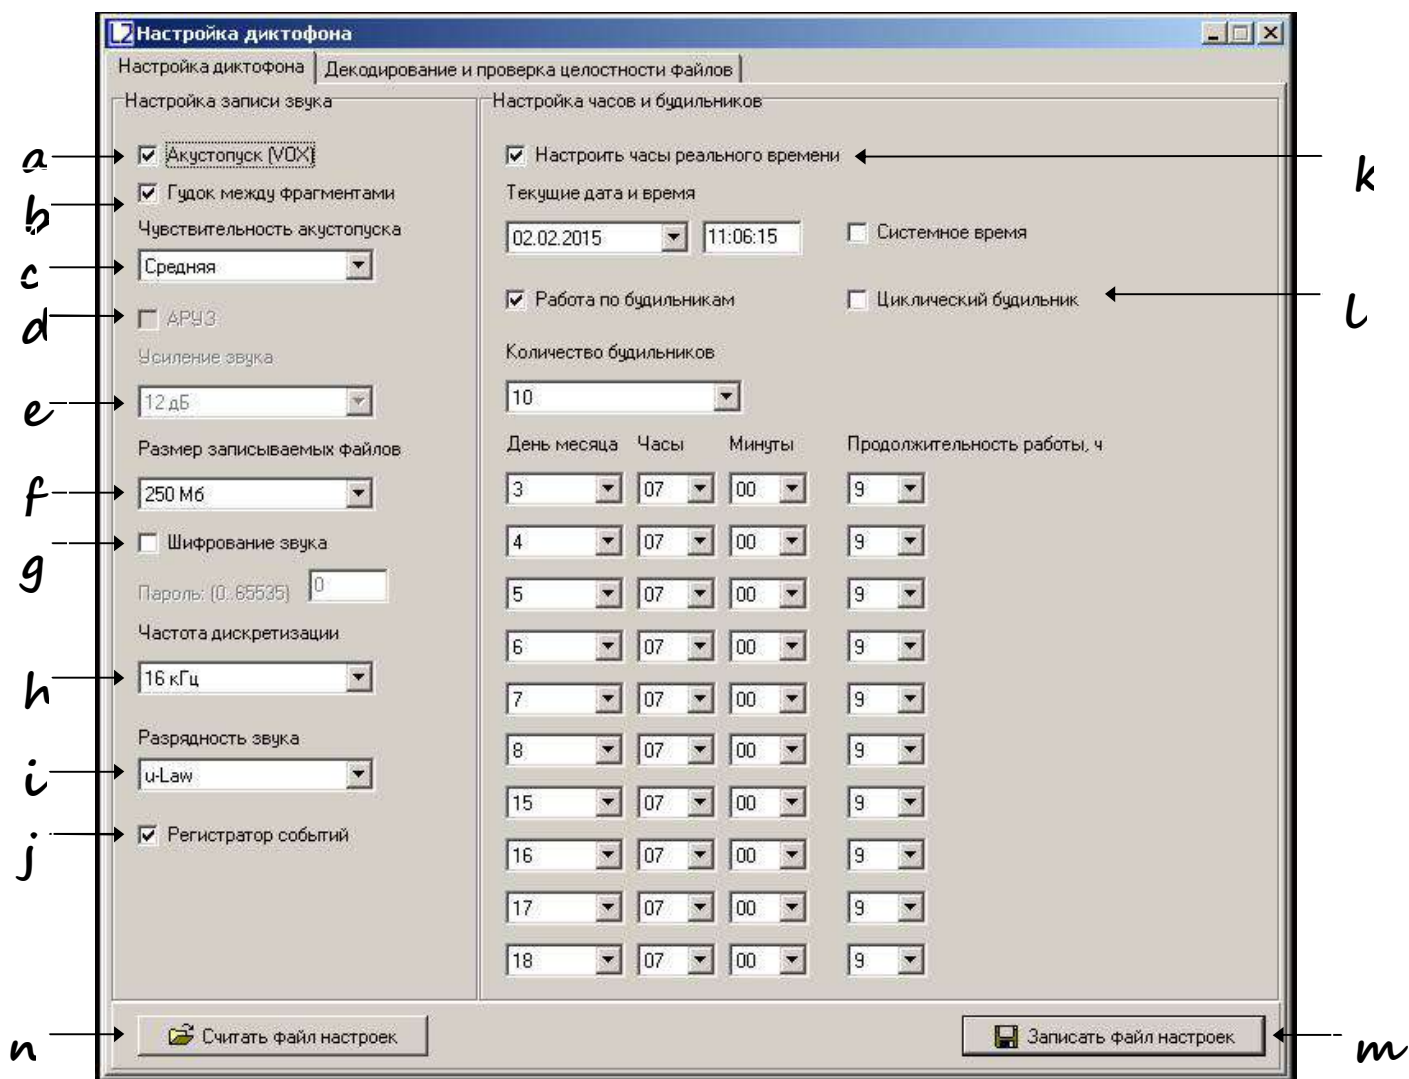 Настройка диктофона
Настройка диктофона Декодирование и проверка целостности файлов
Настройка записи звука Настройка часов и будильников
a Акустопуск (VOX) Настроить часы реального времени k
b Гудок между фрагментами Текущие дата и время
Чувствительность акустопуска 02.02.2015 11:06:15 Системное время
c Средняя
Работа по будильникам Циклический будильник l
d АРУЗ
Усиление звука Количество будильников
e 12 дБ 10
Размер записываемых файлов День месяца Часы Минуты Продолжительность работы, ч
f 250 Мб 3 07 00 9
g Шифрование звука 4 07 00 9
Пароль: (0..65535) 0 5 07 00 9
Частота дискретизации 6 07 00 9
h 16 кГц 7 07 00 9
Разрядность звука 8 07 00 9
i u-Law 15 07 00 9
j Регистратор событий 16 07 00 9
17 07 00 9
18 07 00 9
n Считать файл настроек Записать файл настроек m